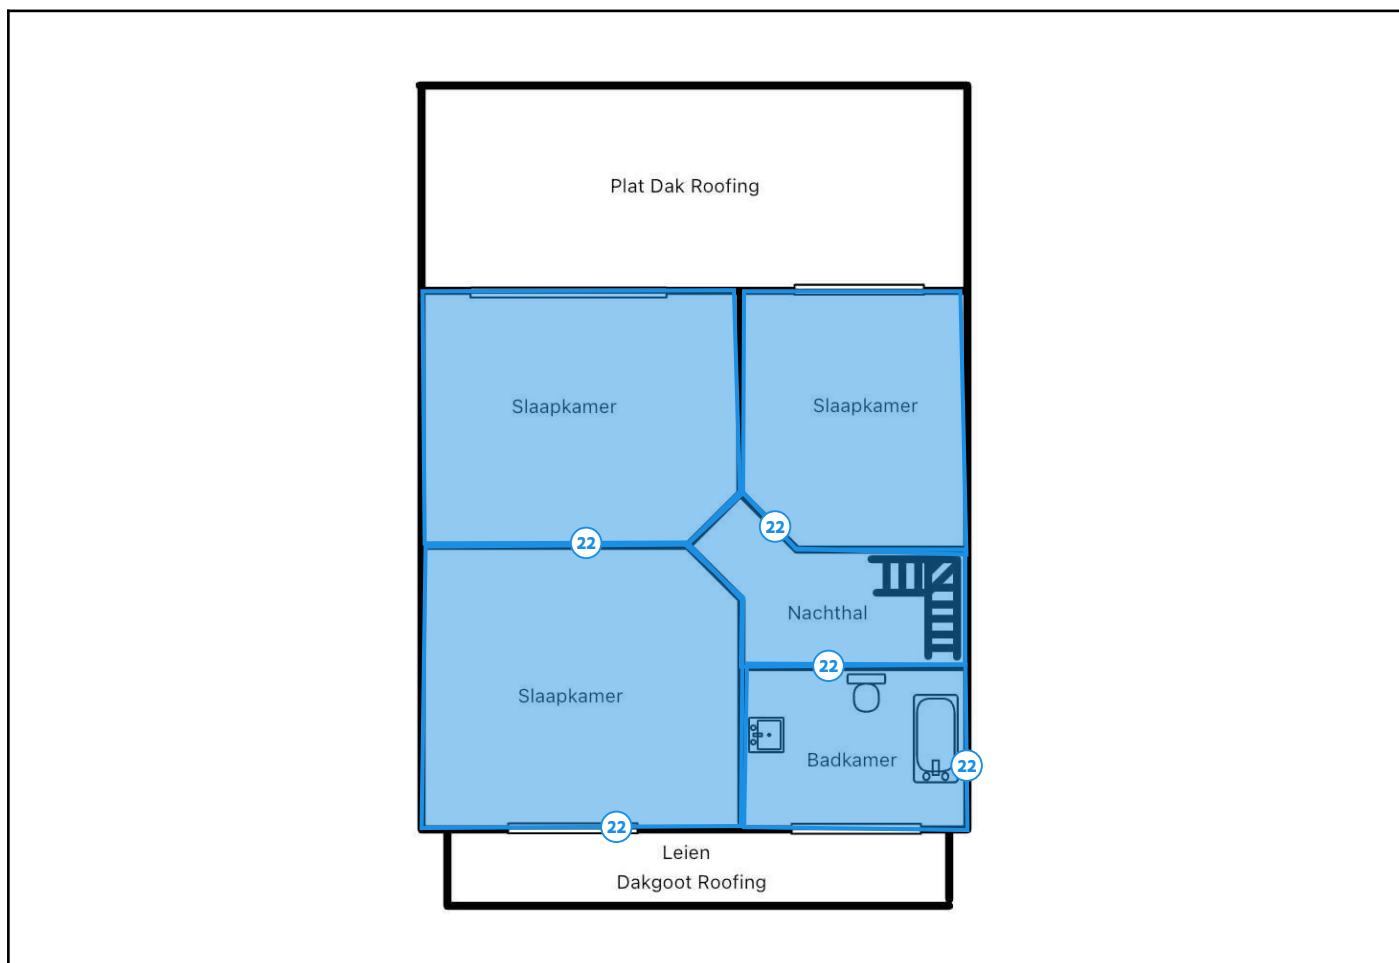 Plat Dak Roofing
Slaapkamer
Slaapkamer
22
22
Nachthal
22
Slaapkamer
Badkamer
22
22
Leien
Dakgoot Roofing